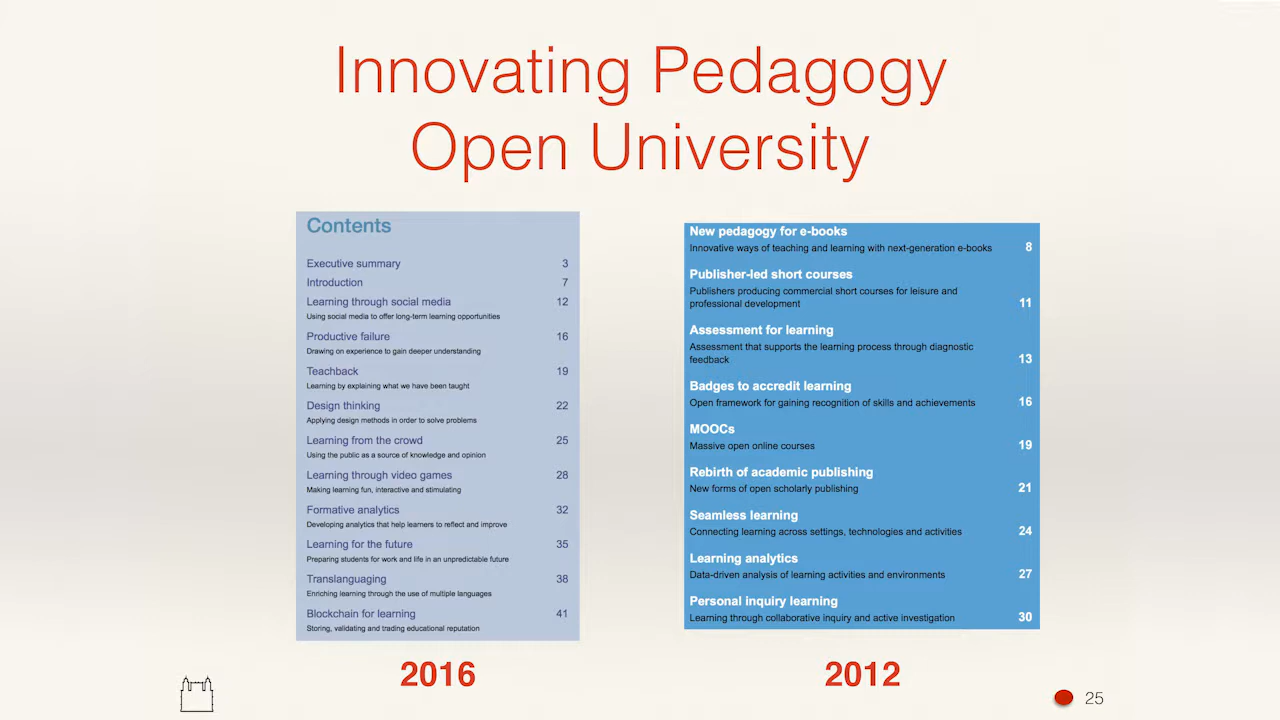 Innovating Pedagogy
Open University
Contents
Executive summary 3
Introduction 7
Learning through social media 12
Using social media to offer long-term learning opportunities
Productive failure 16
Drawing on experience to gain deeper understanding
Teachback 19
Learning by explaining what we have been taught
Design thinking 22
Applying design methods in order to solve problems
Learning from the crowd 25
Using the public as a source of knowledge and opinion
Learning through video games 28
Making learning fun, interactive and stimulating
Formative analytics 32
Developing analytics that help learners to reflect and improve
Learning for the future 35
Preparing students for work and life in an unpredictable future
Translanguaging 38
Enriching learning through the use of multiple languages
Blockchain for learning 41
Storing, validating and trading educational reputation
2016
New pedagogy for e-books
Innovative ways of teaching and learning with next-generation e-books 8
Publisher-led short courses
Publishers producing commercial short courses for leisure and
professional development 11
Assessment for learning
Assessment that supports the learning process through diagnostic
feedback 13
Badges to accredit learning
Open framework for gaining recognition of skills and achievements 16
MOOCs
Massive open online courses 19
Rebirth of academic publishing
New forms of open scholarly publishing 21
Seamless learning
Connecting learning across settings, technologies and activities 24
Learning analytics
Data-driven analysis of learning activities and environments 27
Personal inquiry learning
Learning through collaborative inquiry and active investigation 30
2012
25